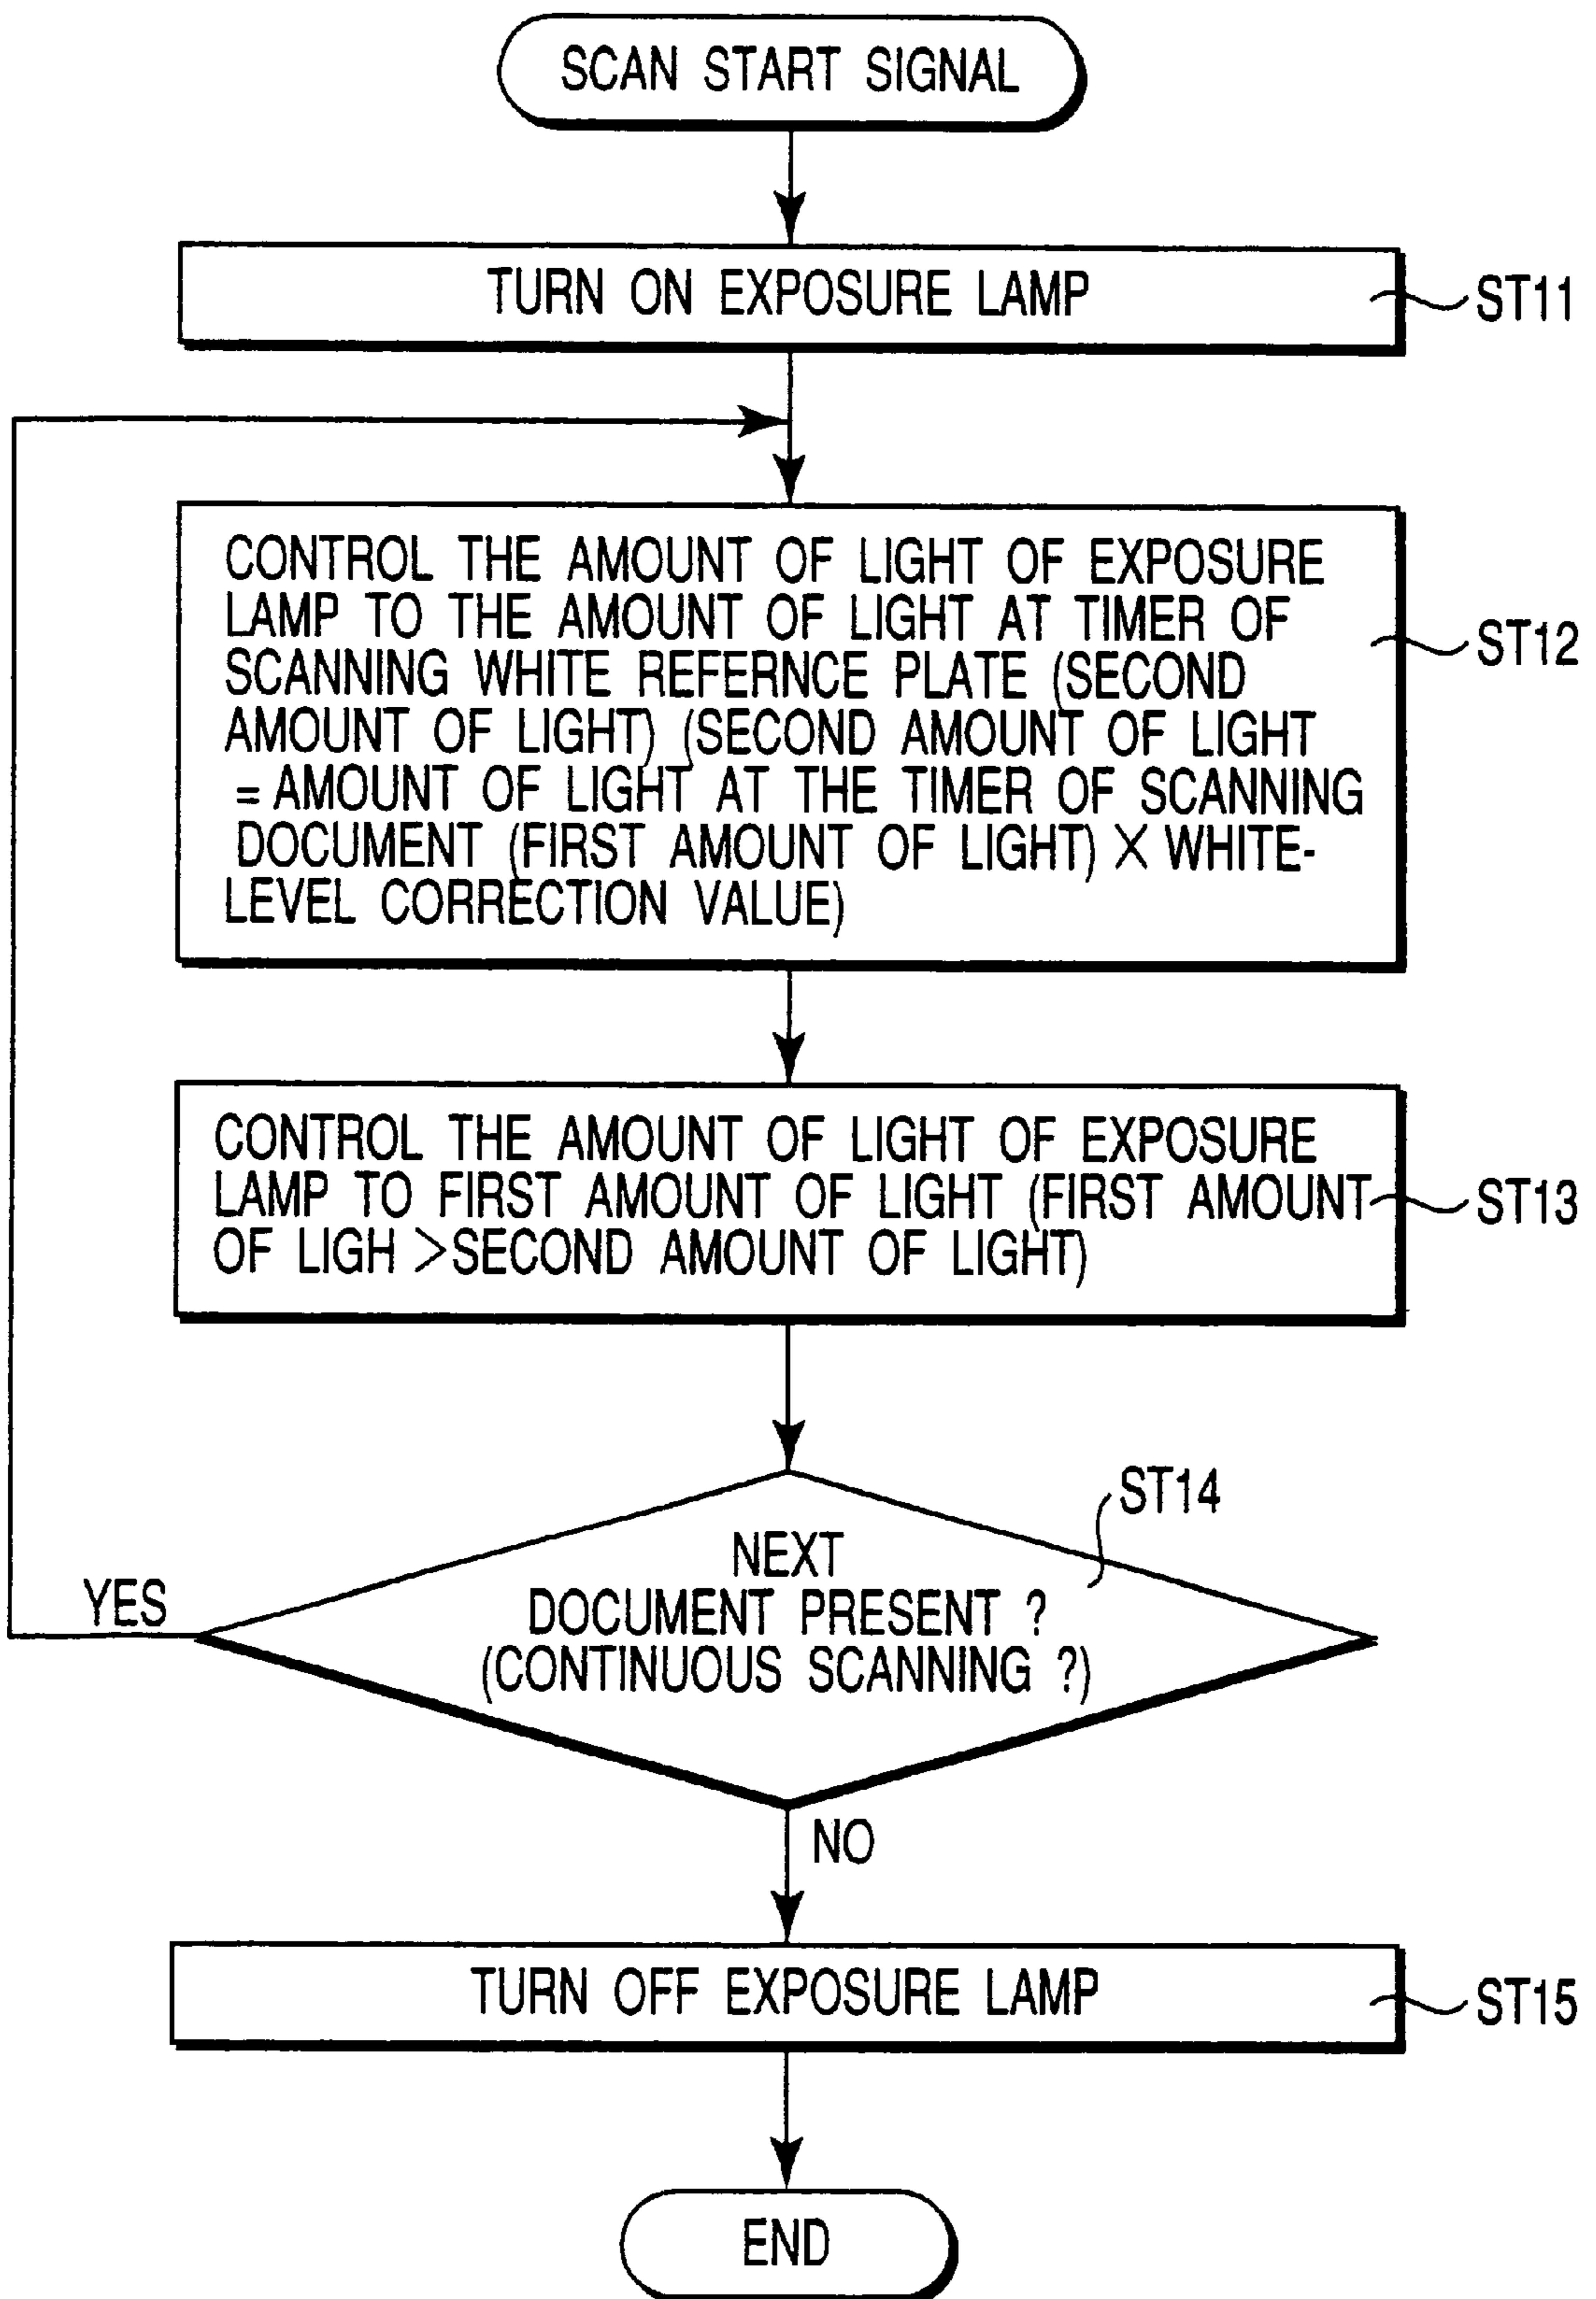 SCAN START SIGNAL
TURN ON EXPOSURE LAMP
ST11
CONTROL THE AMOUNT OF LIGHT OF EXPOSURE
LAMP TO THE AMOUNT OF LIGHT AT TIMER OF
SCANNING WHITE REFERNCE PLATE (SECOND
AMOUNT OF LIGHT) (SECOND AMOUNT OF LIGHT
= AMOUNT OF LIGHT AT THE TIMER OF SCANNING
DOCUMENT (FIRST AMOUNT OF LIGHT) X WHITE-
LEVEL CORRECTION VALUE)
ST12
CONTROL THE AMOUNT OF LIGHT OF EXPOSURE
LAMP TO FIRST AMOUNT OF LIGHT (FIRST AMOUNT
OF LIGH >SECOND AMOUNT OF LIGHT)
ST13
ST14
NEXT
DOCUMENT PRESENT ?
(CONTINUOUS SCANNING ?)
YES
NO
TURN OFF EXPOSURE LAMP
ST15
END